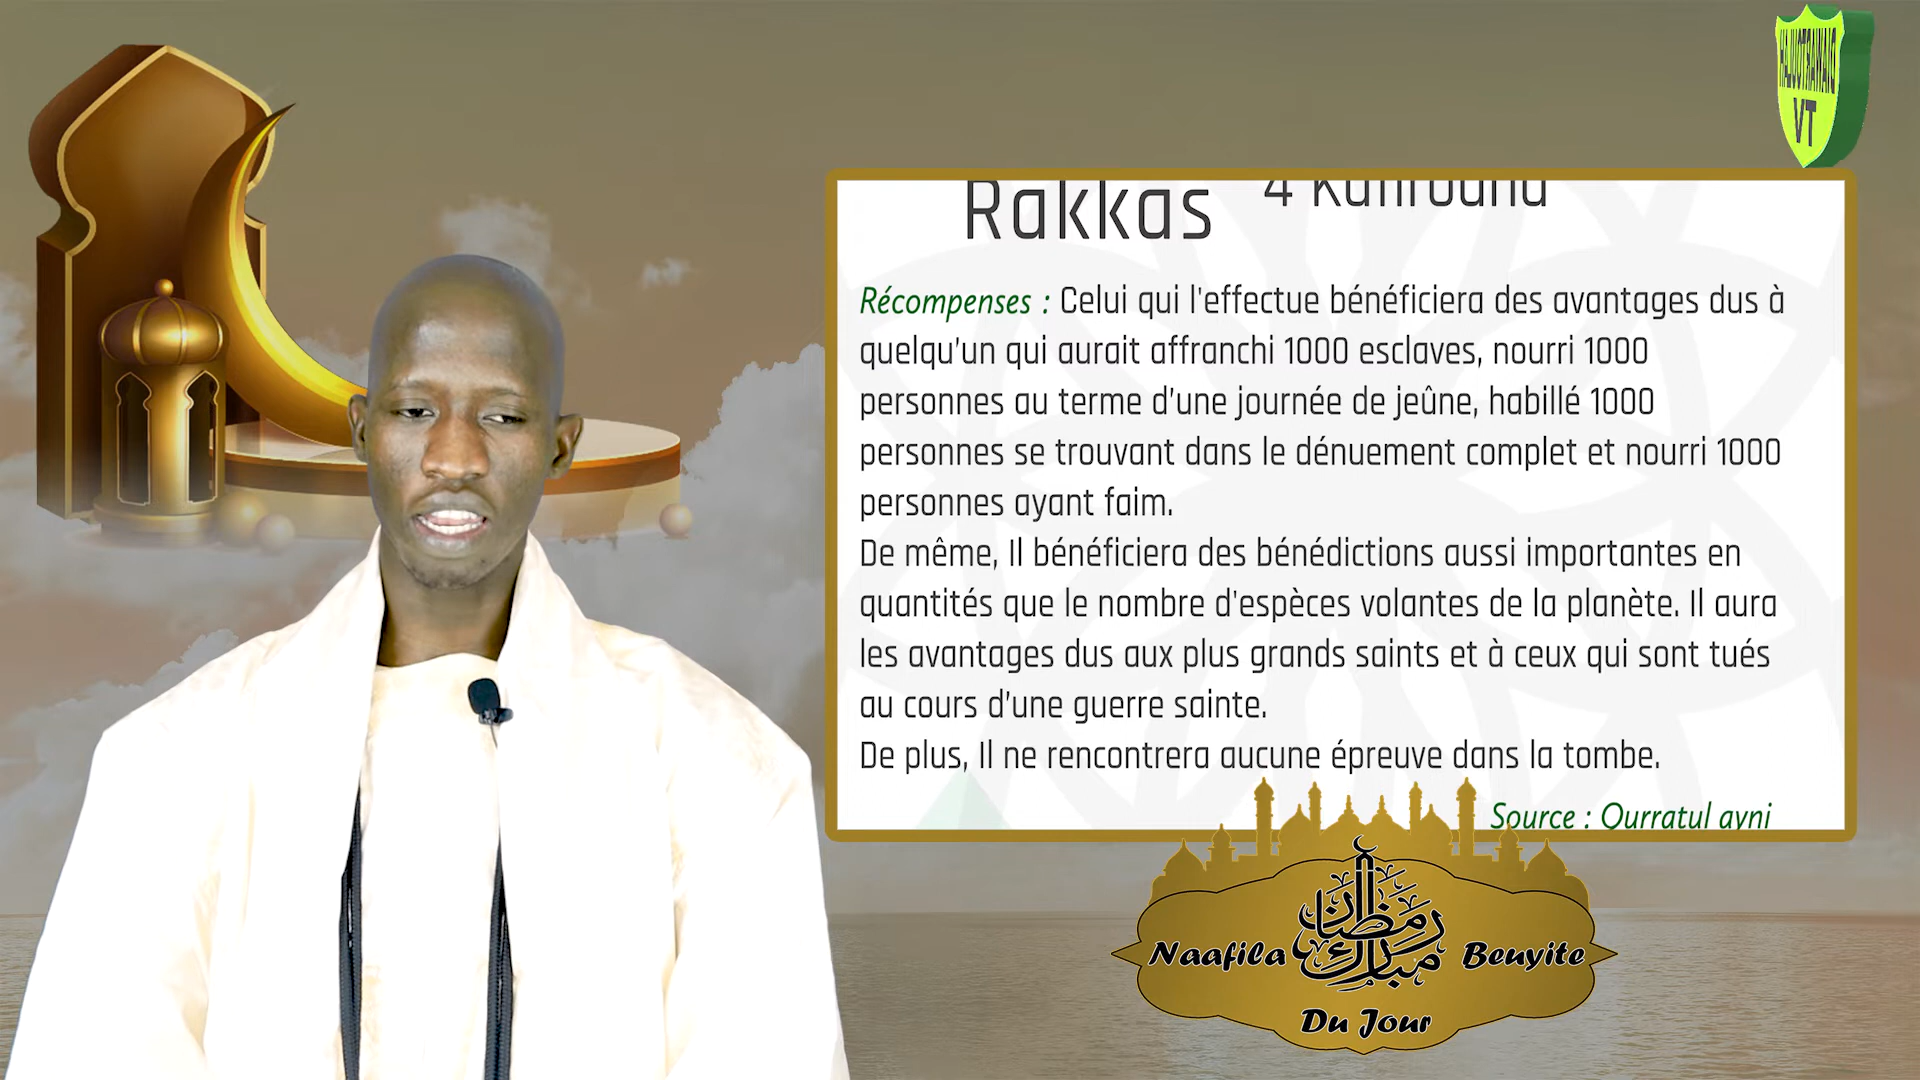 HALUOTRAWAID
VT
Rakkas
Récompenses : Celui qui l'effectue bénéficiera des avantages dus à
quelqu'un qui aurait affranchi 1000 esclaves, nourri 1000
personnes au terme d'une journée de jeûne, habillé 1000
personnes se trouvant dans le dénuement complet et nourri 1000
personnes ayant faim.
De même, Il bénéficiera des bénédictions aussi importantes en
quantités que le nombre d'espèces volantes de la planète. Il aura
les avantages dus aux plus grands saints et à ceux qui sont tués
au cours d'une guerre sainte.
De plus, Il ne rencontrera aucune épreuve dans la tombe.
Source : Qurratul ayni
Naafila رمضان مبارك Beuyite
Du Jour